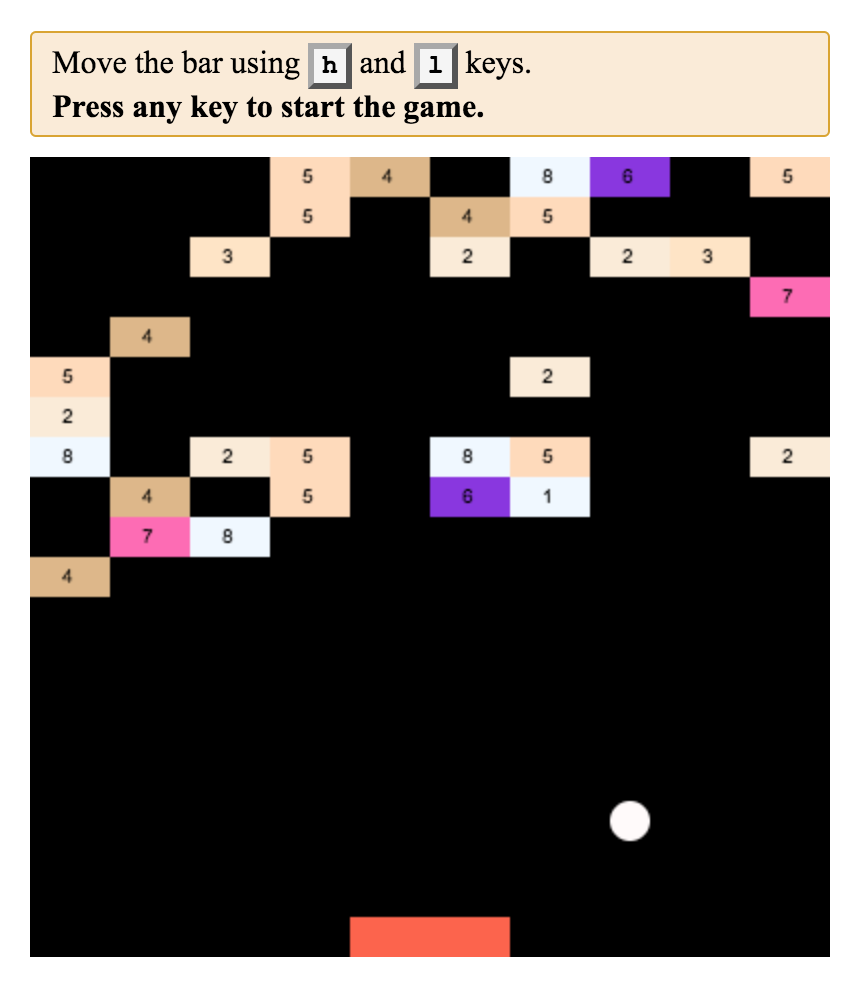 Move the bar using h and l keys.
Press any key to start the game.
5 4 8 6 5
5 4 5
3 2 2 3
7
4
5 2
2
8 2 5 8 5 2
4 5 6 1
7 8
4